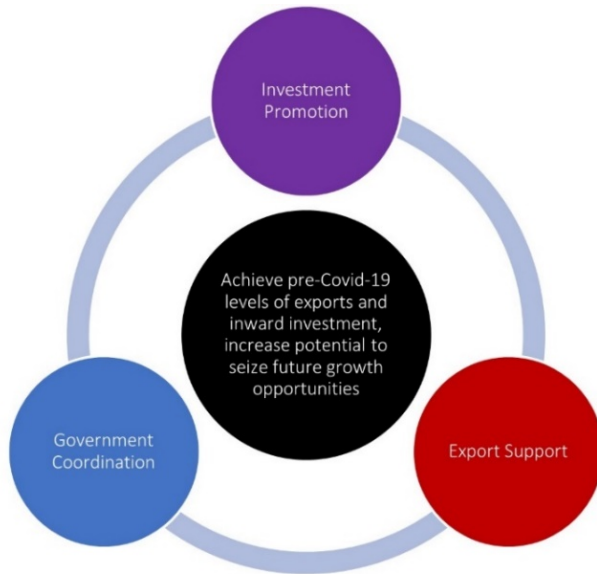 Investment
Promotion
Achieve pre-Covid-19
levels of exports and
inward investment,
increase potential to
seize future growth
opportunities
Government
Coordination
Export Support